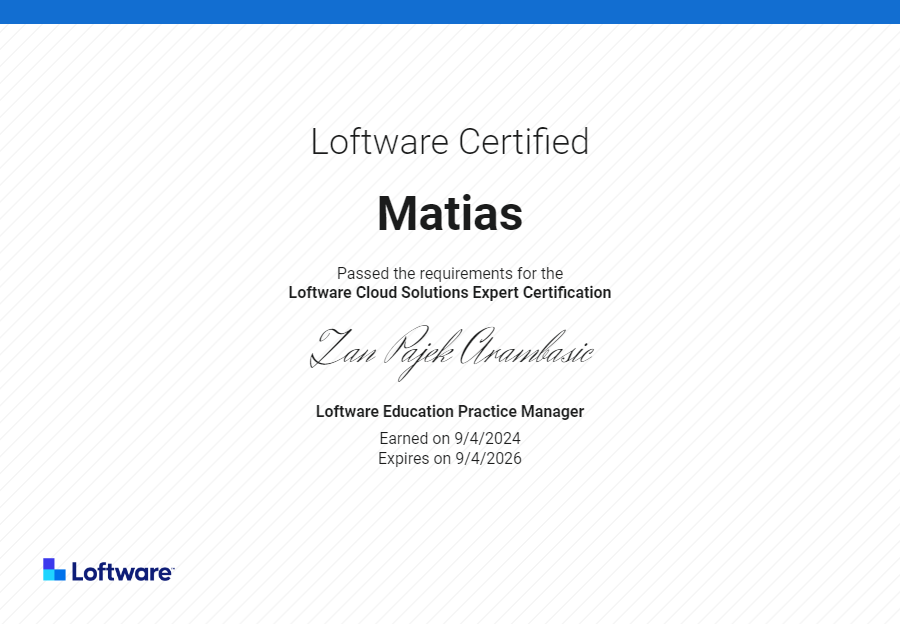 Loftware Certified
Matias
Passed the requirements for the
Loftware Cloud Solutions Expert Certification
Zan Pajek Arambasic
Loftware Education Practice Manager
Earned on 9/4/2024
Expires on 9/4/2026
Loftware™